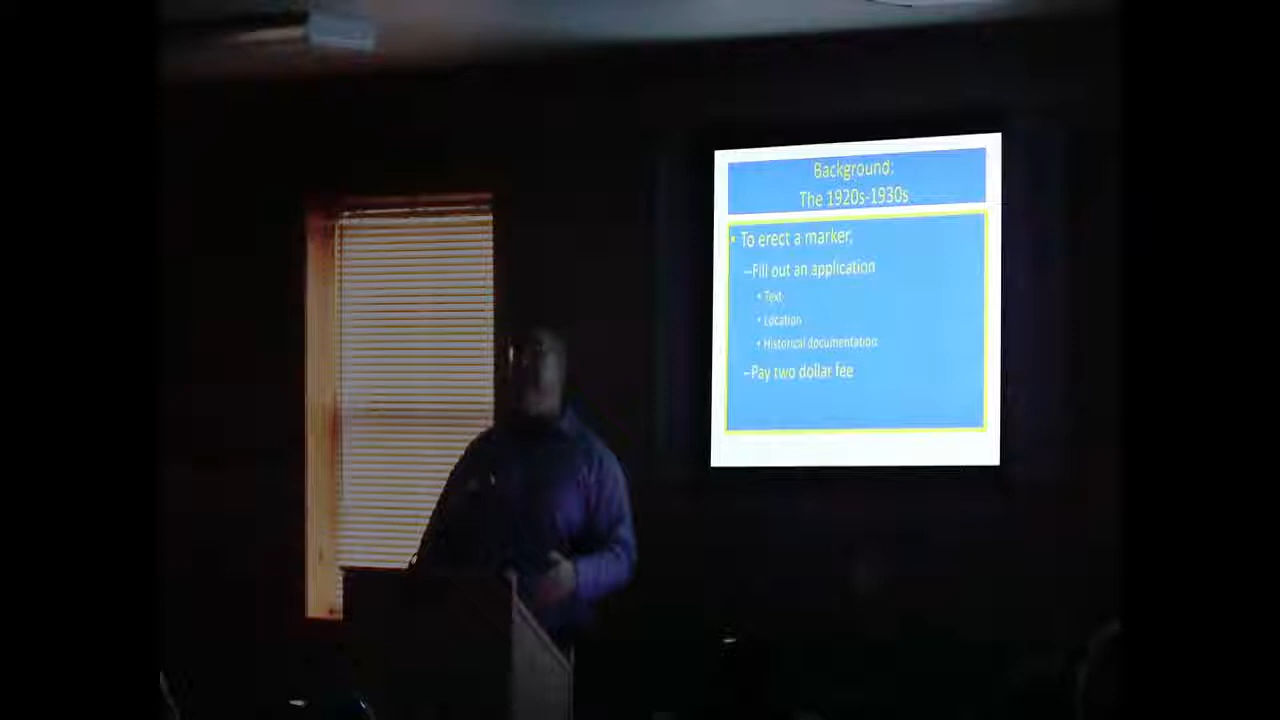 Background:
The 1920s-1930s
• To erect a marker,
–Fill out an application
• Text
• Location
• Historical documentation
–Pay two dollar fee